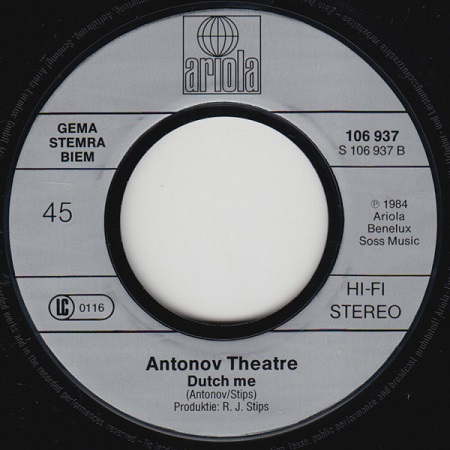 ariola
GEMA
STEMRA
BIEM
106 937
S 106 937 B
45
℗ 1984
Ariola
Benelux
Soss Music
LC 0116
HI-FI
STEREO
Antonov Theatre
Dutch me
(Antonov/Stips)
Produktie: R. J. Stips